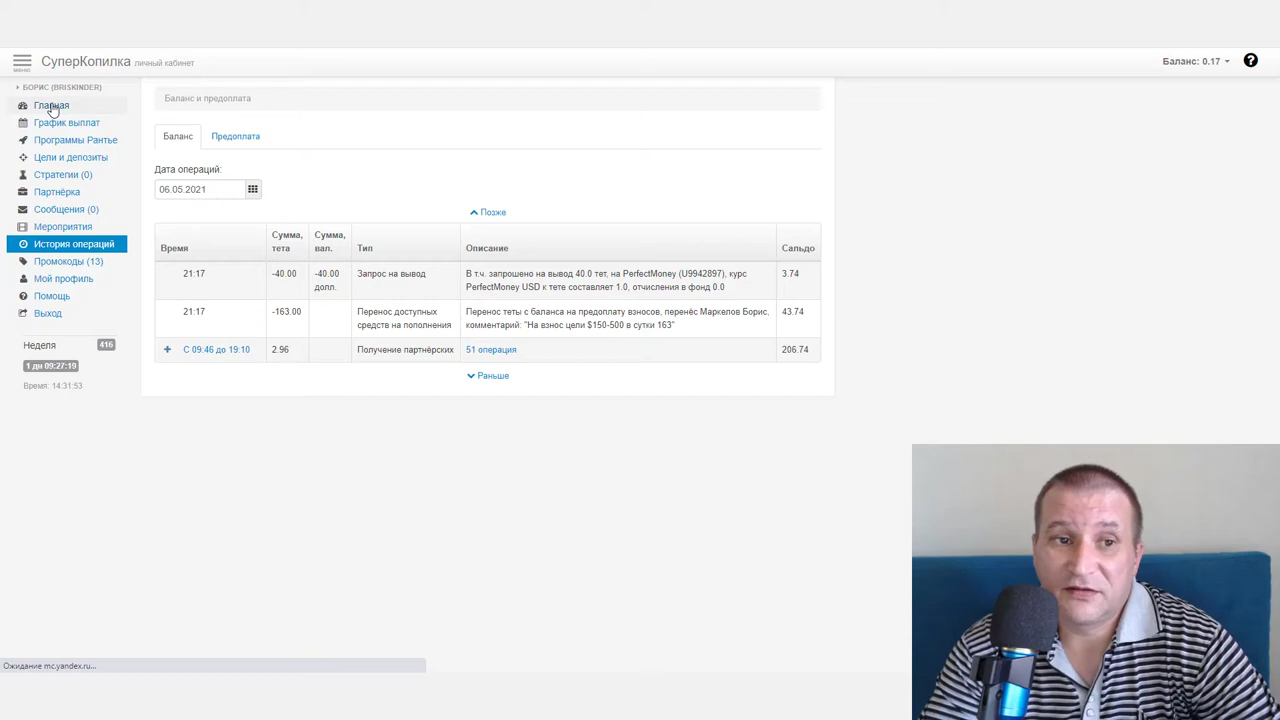 СуперКопилка личный кабинет
Баланс: 0.17
меню
БОРИС (BRISKINDER)
Главная
График выплат
Программы Рантье
Цели и депозиты
Стратегии (0)
Партнёрка
Сообщения (0)
Мероприятия
История операций
Промокоды (13)
Мой профиль
Помощь
Выход
Неделя 416
1 дн 09:27:19
Время: 14:31:53
Баланс и предоплата
Баланс Предоплата
Дата операций:
06.05.2021
Позже
Время Сумма, тета Сумма, вал. Тип Описание Сальдо
21:17 -40.00 -40.00 долл. Запрос на вывод В т.ч. запрошено на вывод 40.0 тет, на PerfectMoney (U9942897), курс PerfectMoney USD к тете составляет 1.0, отчисления в фонд 0.0 3.74
21:17 -163.00 Перенос доступных средств на пополнения Перенос теты с баланса на предоплату взносов, перенёс Маркелов Борис, комментарий: "На взнос цели $150-500 в сутки 163" 43.74
С 09:46 до 19:10 2.96 Получение партнёрских 51 операция 206.74
Раньше
Ожидание mc.yandex.ru...